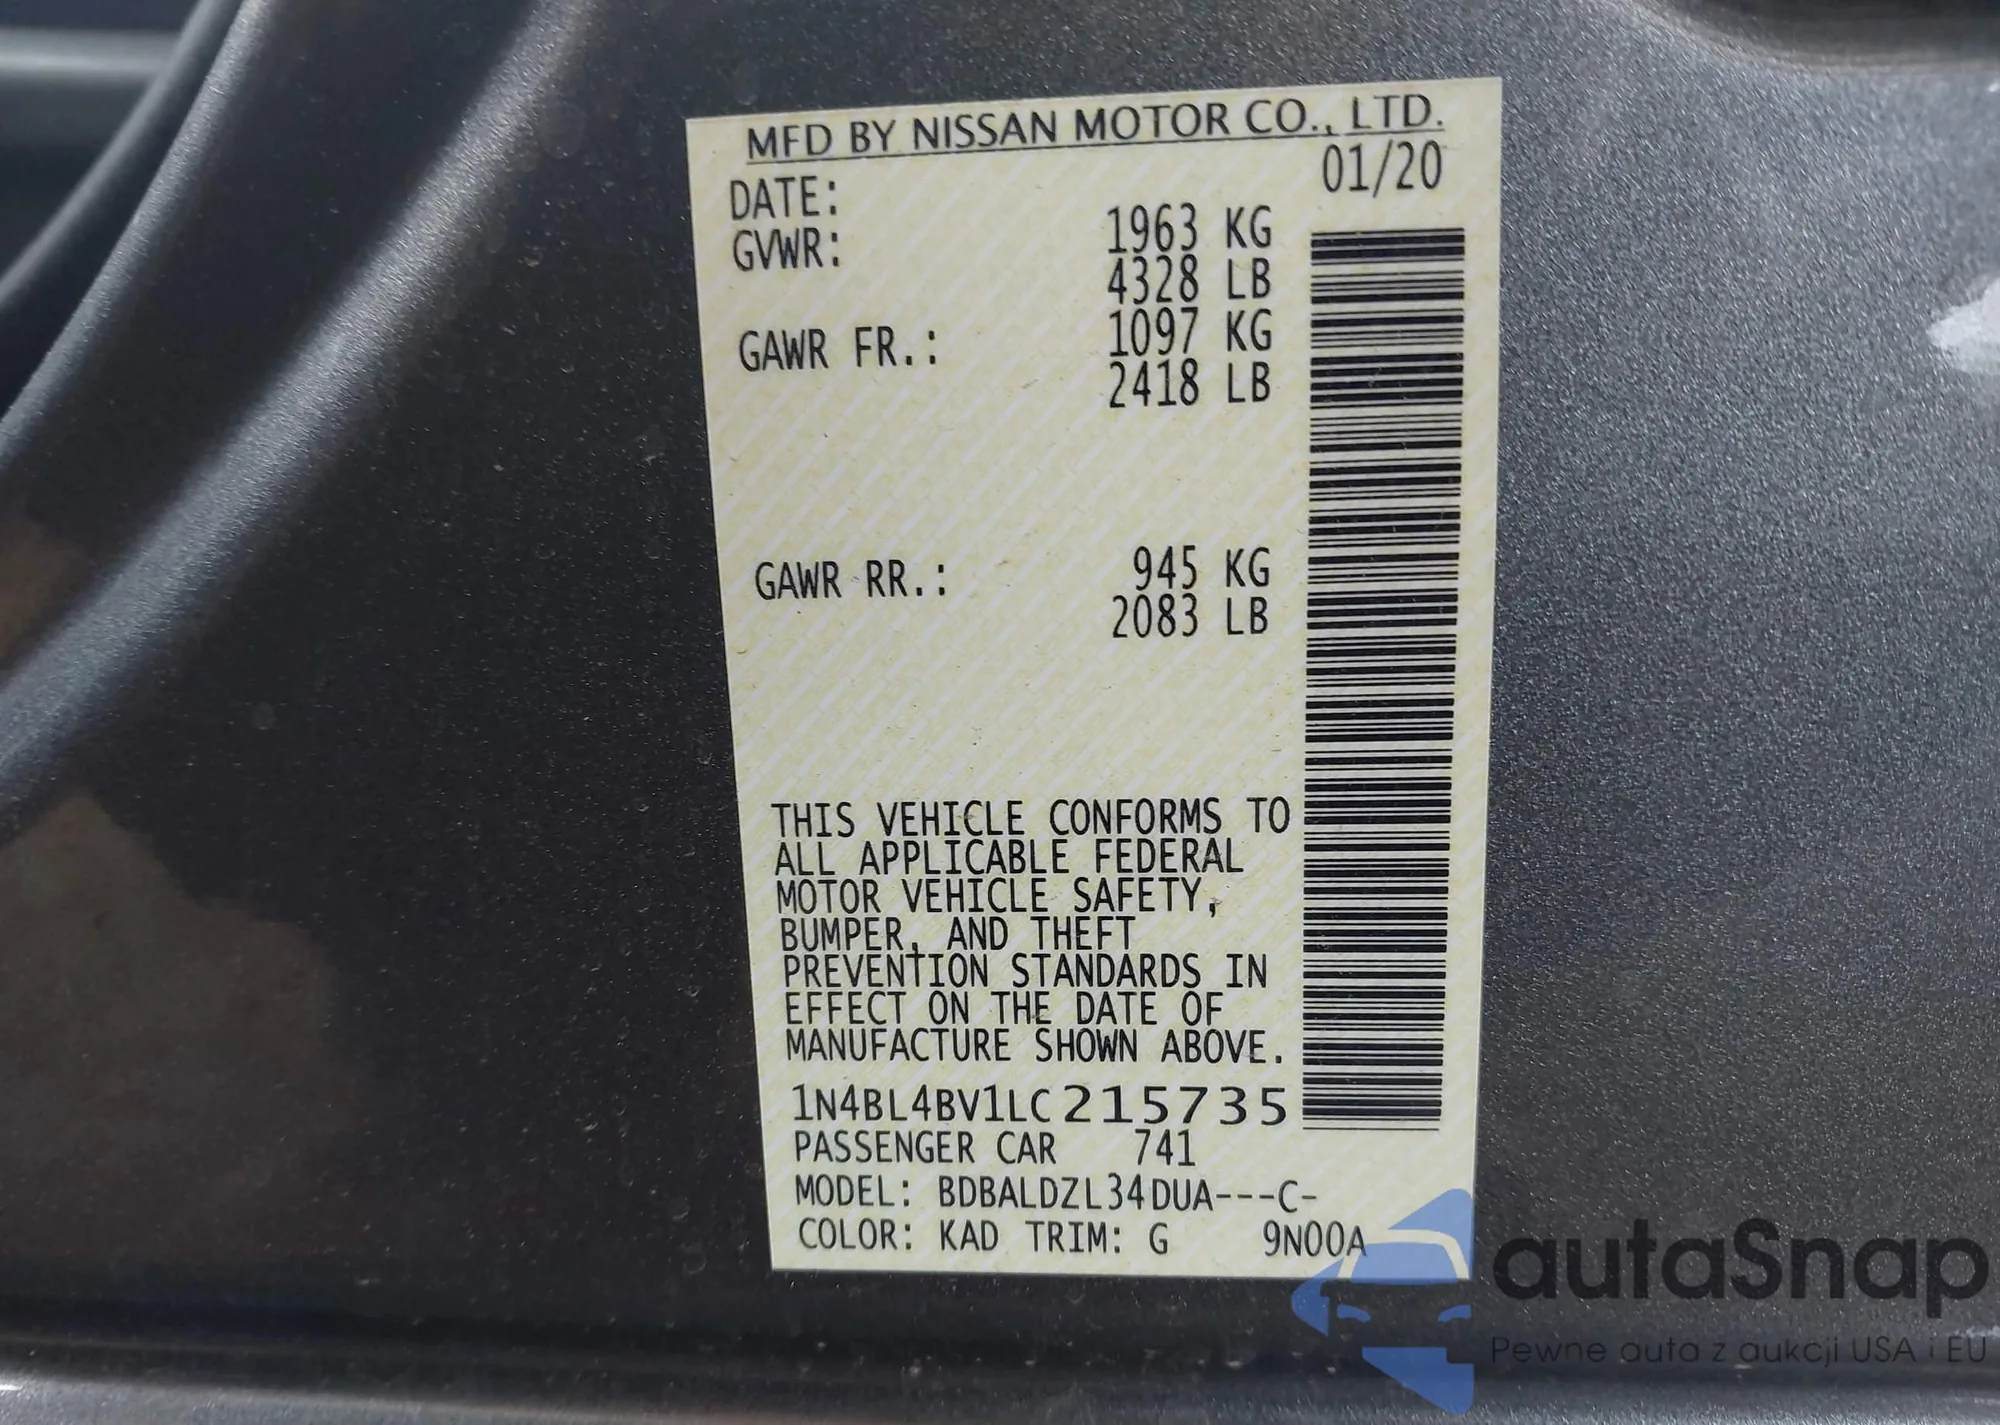 MFD BY NISSAN MOTOR CO., LTD.
DATE: 01/20
GVWR: 1963 KG
4328 LB
GAWR FR.: 1097 KG
2418 LB
GAWR RR.: 945 KG
2083 LB
THIS VEHICLE CONFORMS TO
ALL APPLICABLE FEDERAL
MOTOR VEHICLE SAFETY,
BUMPER, AND THEFT
PREVENTION STANDARDS IN
EFFECT ON THE DATE OF
MANUFACTURE SHOWN ABOVE.
1N4BL4BV1LC215735
PASSENGER CAR 741
MODEL: BDBALDZL34DUA---C-
COLOR: KAD TRIM: G 9N00A
autaSnap
Pewne auta z aukcji USA i EU